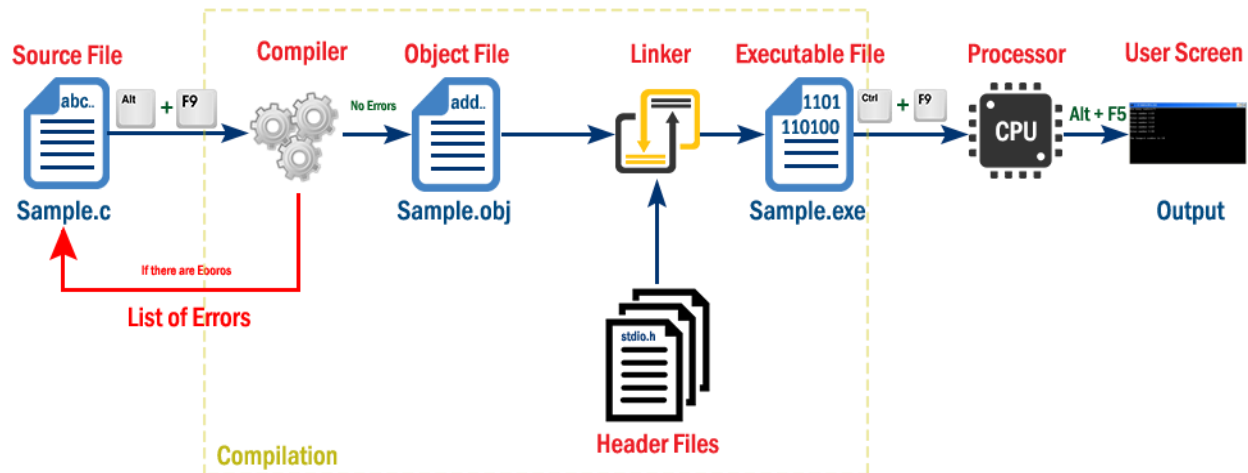 Source File
Compiler
Object File
Linker
Executable File
Processor
User Screen
abc..
Alt
+
F9
No Errors
add..
1101
110100
Ctrl
+
F9
CPU
Alt + F5
Sample.c
Sample.obj
Sample.exe
Output
If there are Eooros
List of Errors
stdio.h
Header Files
Compilation